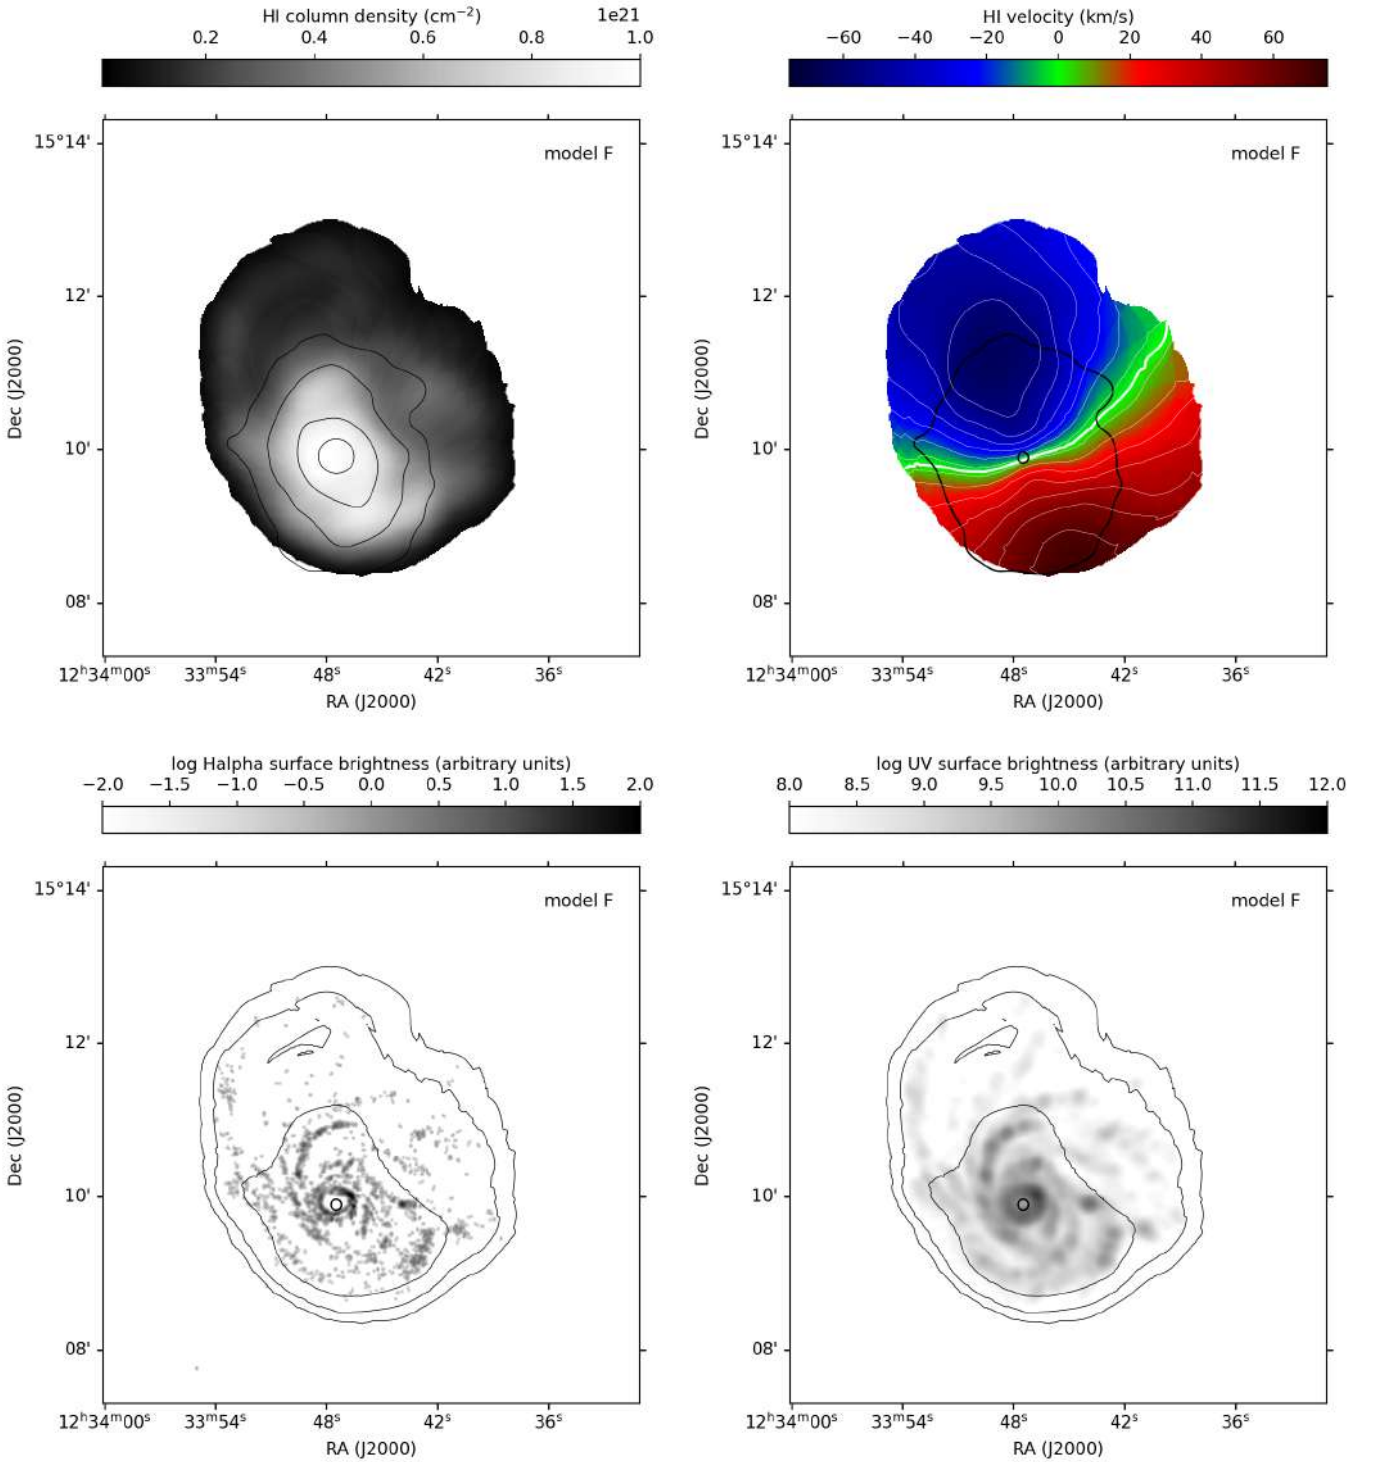 HI column density (cm⁻²) 1e21
0.2 0.4 0.6 0.8 1.0
model F
15°14'
12'
10'
08'
Dec (J2000)
12ʰ34ᵐ00ˢ 33ᵐ54ˢ 48ˢ 42ˢ 36ˢ
RA (J2000)
HI velocity (km/s)
−60 −40 −20 0 20 40 60
model F
15°14'
12'
10'
08'
Dec (J2000)
12ʰ34ᵐ00ˢ 33ᵐ54ˢ 48ˢ 42ˢ 36ˢ
RA (J2000)
log Halpha surface brightness (arbitrary units)
−2.0 −1.5 −1.0 −0.5 0.0 0.5 1.0 1.5 2.0
model F
15°14'
12'
10'
08'
Dec (J2000)
12ʰ34ᵐ00ˢ 33ᵐ54ˢ 48ˢ 42ˢ 36ˢ
RA (J2000)
log UV surface brightness (arbitrary units)
8.0 8.5 9.0 9.5 10.0 10.5 11.0 11.5 12.0
model F
15°14'
12'
10'
08'
Dec (J2000)
12ʰ34ᵐ00ˢ 33ᵐ54ˢ 48ˢ 42ˢ 36ˢ
RA (J2000)